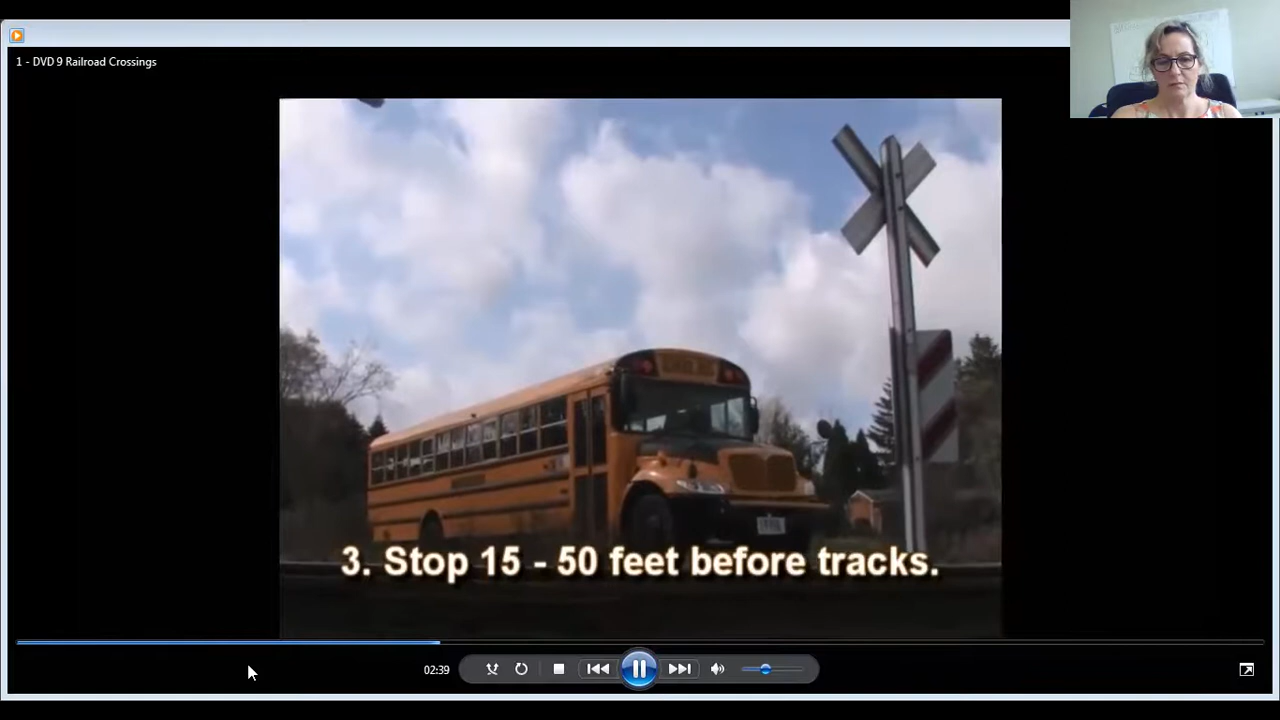 1 - DVD 9 Railroad Crossings
3. Stop 15 - 50 feet before tracks.
02:39